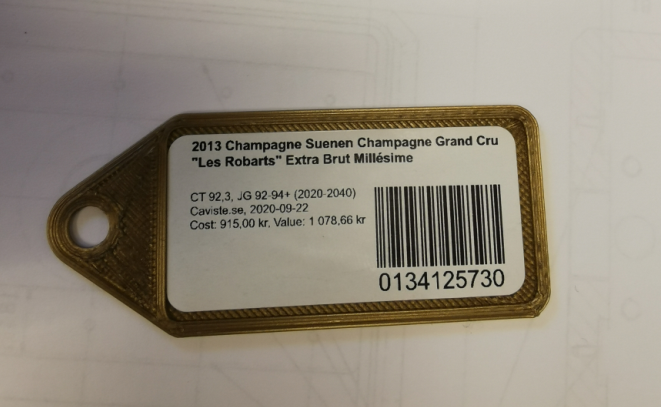 2013 Champagne Suenen Champagne Grand Cru
"Les Robarts" Extra Brut Millésime
CT 92,3, JG 92-94+ (2020-2040)
Caviste.se, 2020-09-22
Cost: 915,00 kr, Value: 1 078,66 kr
0134125730